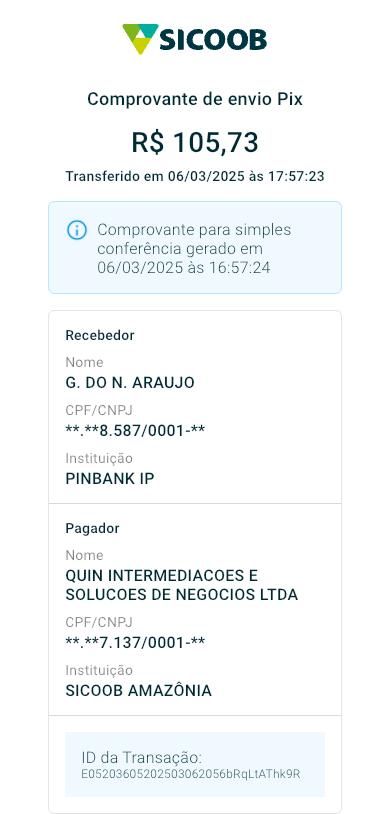 SICOOB
Comprovante de envio Pix
R$ 105,73
Transferido em 06/03/2025 às 17:57:23
Comprovante para simples
conferência gerado em
06/03/2025 às 16:57:24
Recebedor
Nome
G. DO N. ARAUJO
CPF/CNPJ
**.**8.587/0001-**
Instituição
PINBANK IP
Pagador
Nome
QUIN INTERMEDIACOES E
SOLUCOES DE NEGOCIOS LTDA
CPF/CNPJ
**.**7.137/0001-**
Instituição
SICOOB AMAZÔNIA
ID da Transação:
E05203605202503062056bRqLtAThk9R